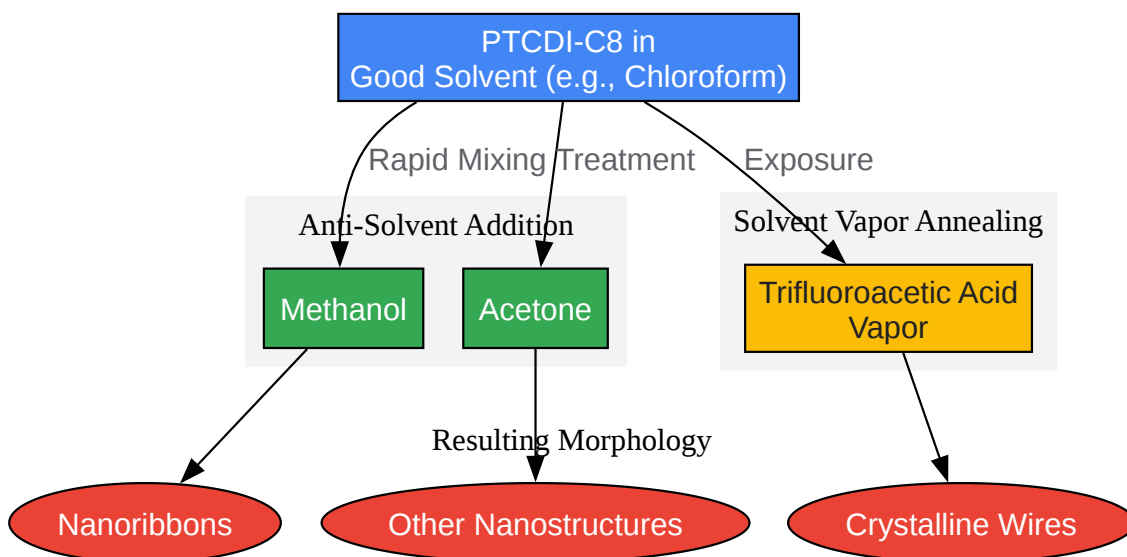 PTCDI-C8 in
Good Solvent (e.g., Chloroform)
Rapid Mixing
Treatment
Exposure
Anti-Solvent Addition
Solvent Vapor Annealing
Methanol
Acetone
Trifluoroacetic Acid
Vapor
Resulting Morphology
Nanoribbons
Other Nanostructures
Crystalline Wires